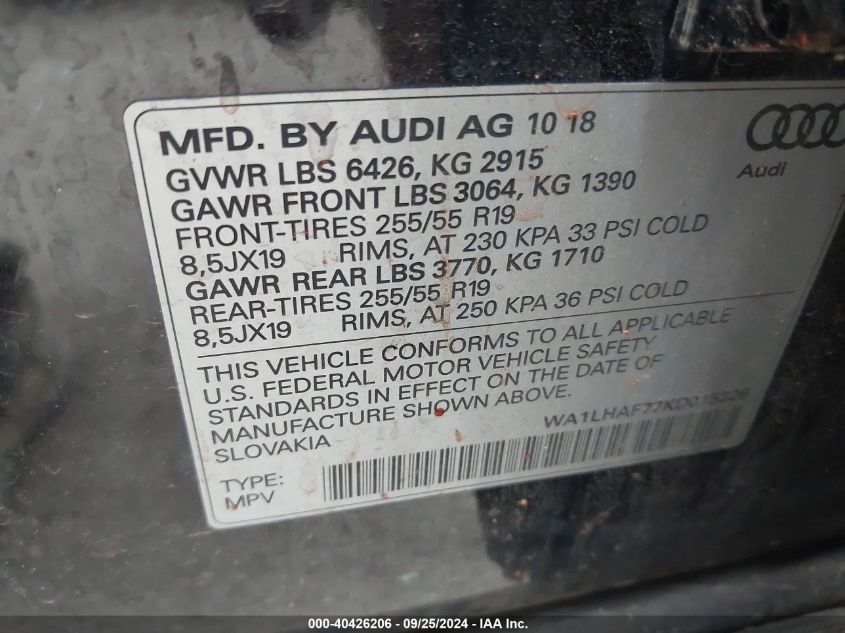 MFD. BY AUDI AG 10 18
GVWR LBS 6426, KG 2915
GAWR FRONT LBS 3064, KG 1390
FRONT-TIRES 255/55 R19
8,5JX19 RIMS, AT 230 KPA 33 PSI COLD
GAWR REAR LBS 3770, KG 1710
REAR-TIRES 255/55 R19
8,5JX19 RIMS, AT 250 KPA 36 PSI COLD
Audi
THIS VEHICLE CONFORMS TO ALL APPLICABLE
U.S. FEDERAL MOTOR VEHICLE SAFETY
STANDARDS IN EFFECT ON THE DATE OF
MANUFACTURE SHOWN ABOVE.
SLOVAKIA
WA1LHAF77KD015326
TYPE:
MPV
000-40426206 - 09/25/2024 - IAA Inc.